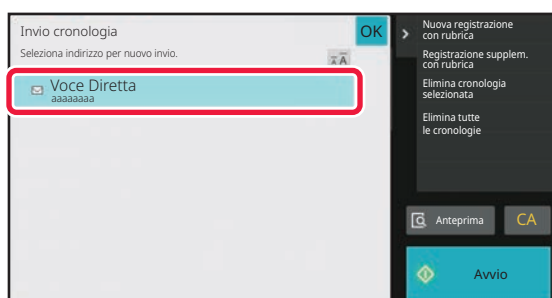 Invio cronologia
OK
Seleziona indirizzo per nuovo invio.
Voce Diretta
aaaaaaaa
Nuova registrazione
con rubrica
Registrazione supplem.
con rubrica
Elimina cronologia
selezionata
Elimina tutte
le cronologie
Anteprima
CA
Avvio